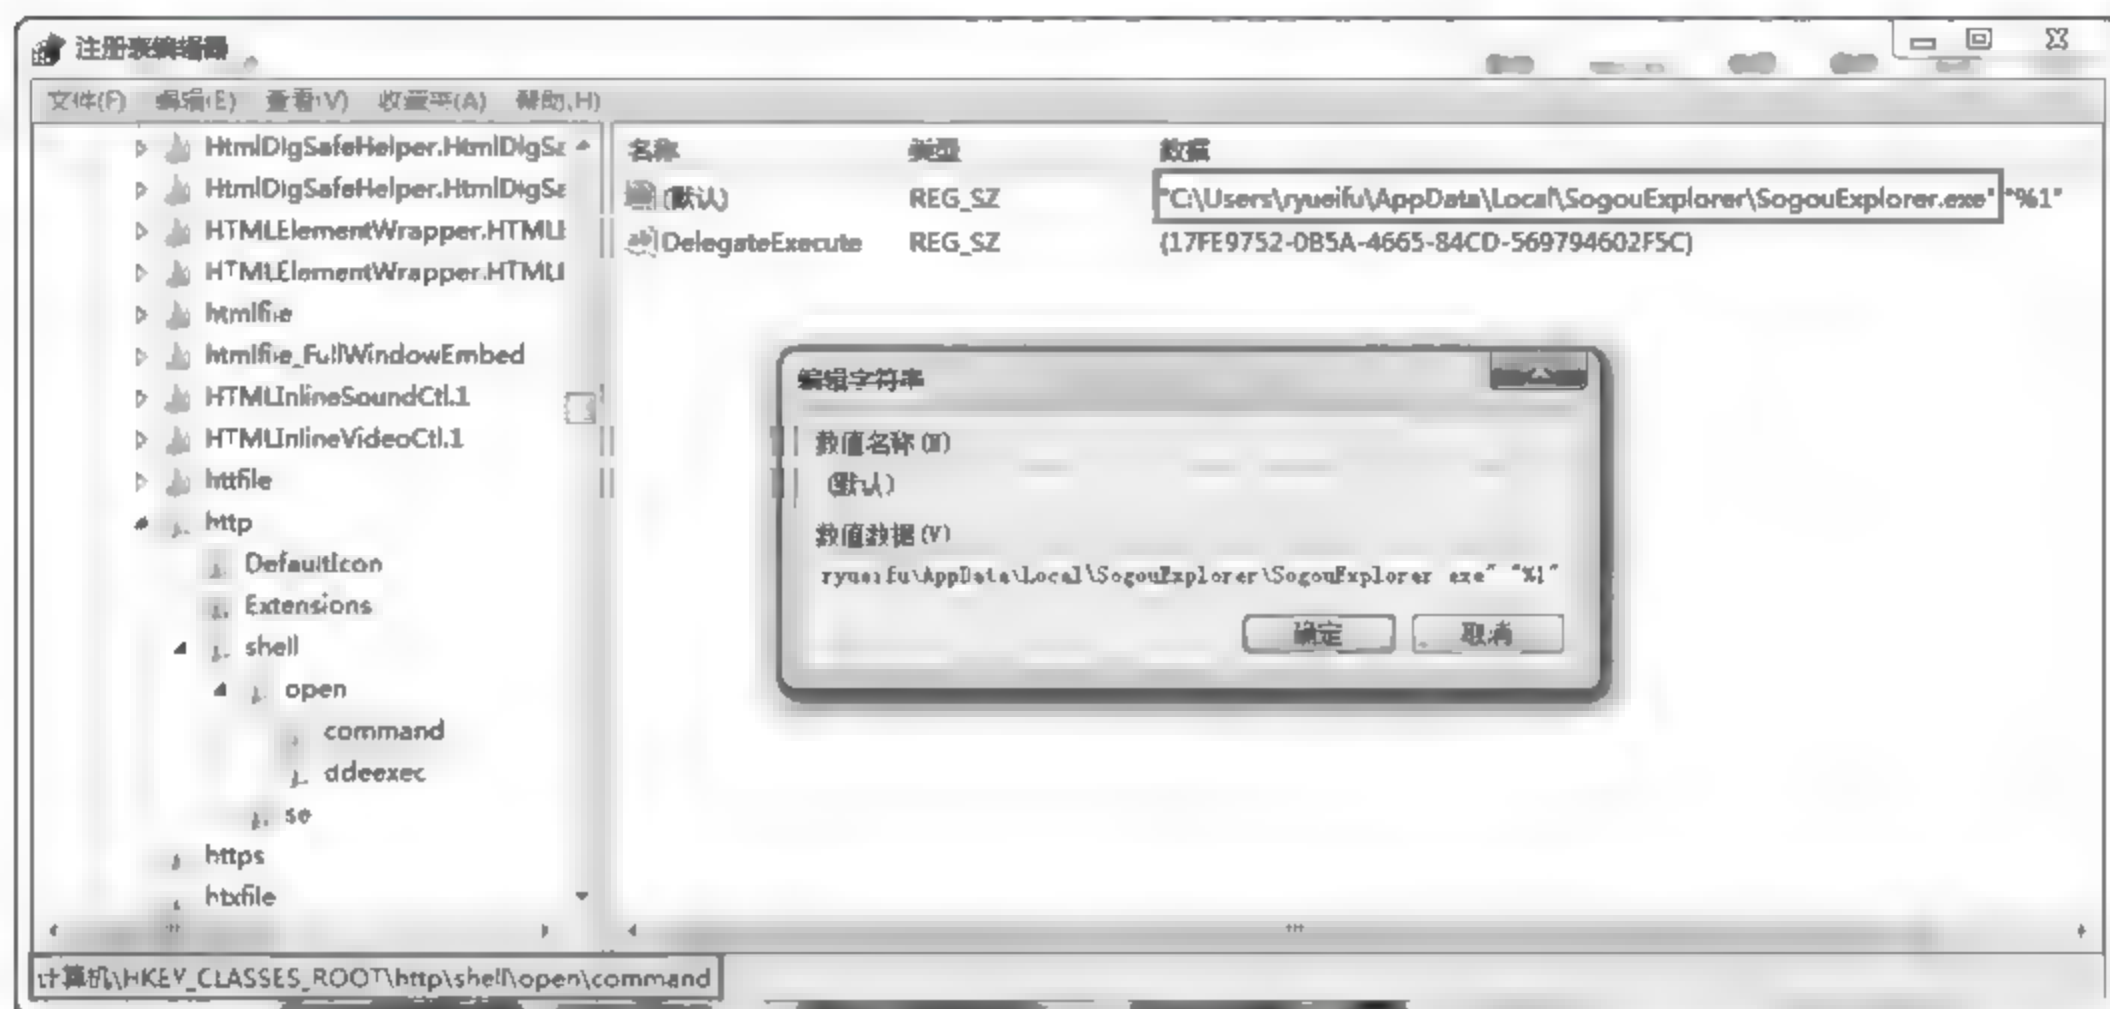 注册表编辑器
文件(F) 编辑(E) 查看(V) 收藏夹(A) 帮助(H)
HtmlDlgSafeHelper.HtmlDlgSa
HtmlDlgSafeHelper.HtmlDlgSa
HTMLElementWrapper.HTMLE
HTMLElementWrapper.HTMLE
htmlfile
htmlfile_FullWindowEmbed
HTMLInlineSoundCtl.1
HTMLInlineVideoCtl.1
httfile
http
DefaultIcon
Extensions
shell
open
command
ddeexec
se
https
htxfile
名称 类型 数据
(默认) REG_SZ "C:\Users\ryueifu\AppData\Local\SogouExplorer\SogouExplorer.exe" "%1"
DelegateExecute REG_SZ {17FE9752-0B5A-4665-84CD-569794602F5C}
编辑字符串
数值名称(N)
(默认)
数值数据(V)
ryueifu\AppData\Local\SogouExplorer\SogouExplorer.exe" "%1"
确定 取消
计算机\HKEY_CLASSES_ROOT\http\shell\open\command